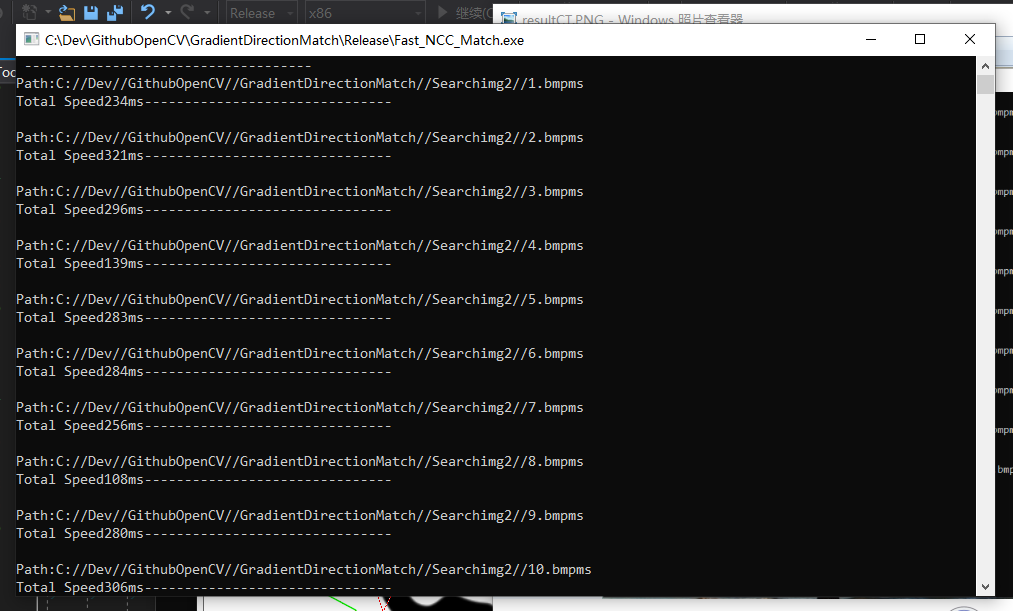 Release
x86
继续(C
resultCT.PNG - Windows 照片查看器
C:\Dev\GithubOpenCV\GradientDirectionMatch\Release\Fast_NCC_Match.exe
Too
------------------------------------
Path:C://Dev//GithubOpenCV//GradientDirectionMatch//Searchimg2//1.bmpms
Total Speed234ms-------------------------------
Path:C://Dev//GithubOpenCV//GradientDirectionMatch//Searchimg2//2.bmpms
Total Speed321ms-------------------------------
Path:C://Dev//GithubOpenCV//GradientDirectionMatch//Searchimg2//3.bmpms
Total Speed296ms-------------------------------
Path:C://Dev//GithubOpenCV//GradientDirectionMatch//Searchimg2//4.bmpms
Total Speed139ms-------------------------------
Path:C://Dev//GithubOpenCV//GradientDirectionMatch//Searchimg2//5.bmpms
Total Speed283ms-------------------------------
Path:C://Dev//GithubOpenCV//GradientDirectionMatch//Searchimg2//6.bmpms
Total Speed284ms-------------------------------
Path:C://Dev//GithubOpenCV//GradientDirectionMatch//Searchimg2//7.bmpms
Total Speed256ms-------------------------------
Path:C://Dev//GithubOpenCV//GradientDirectionMatch//Searchimg2//8.bmpms
Total Speed108ms-------------------------------
Path:C://Dev//GithubOpenCV//GradientDirectionMatch//Searchimg2//9.bmpms
Total Speed280ms-------------------------------
Path:C://Dev//GithubOpenCV//GradientDirectionMatch//Searchimg2//10.bmpms
Total Speed306ms-------------------------------